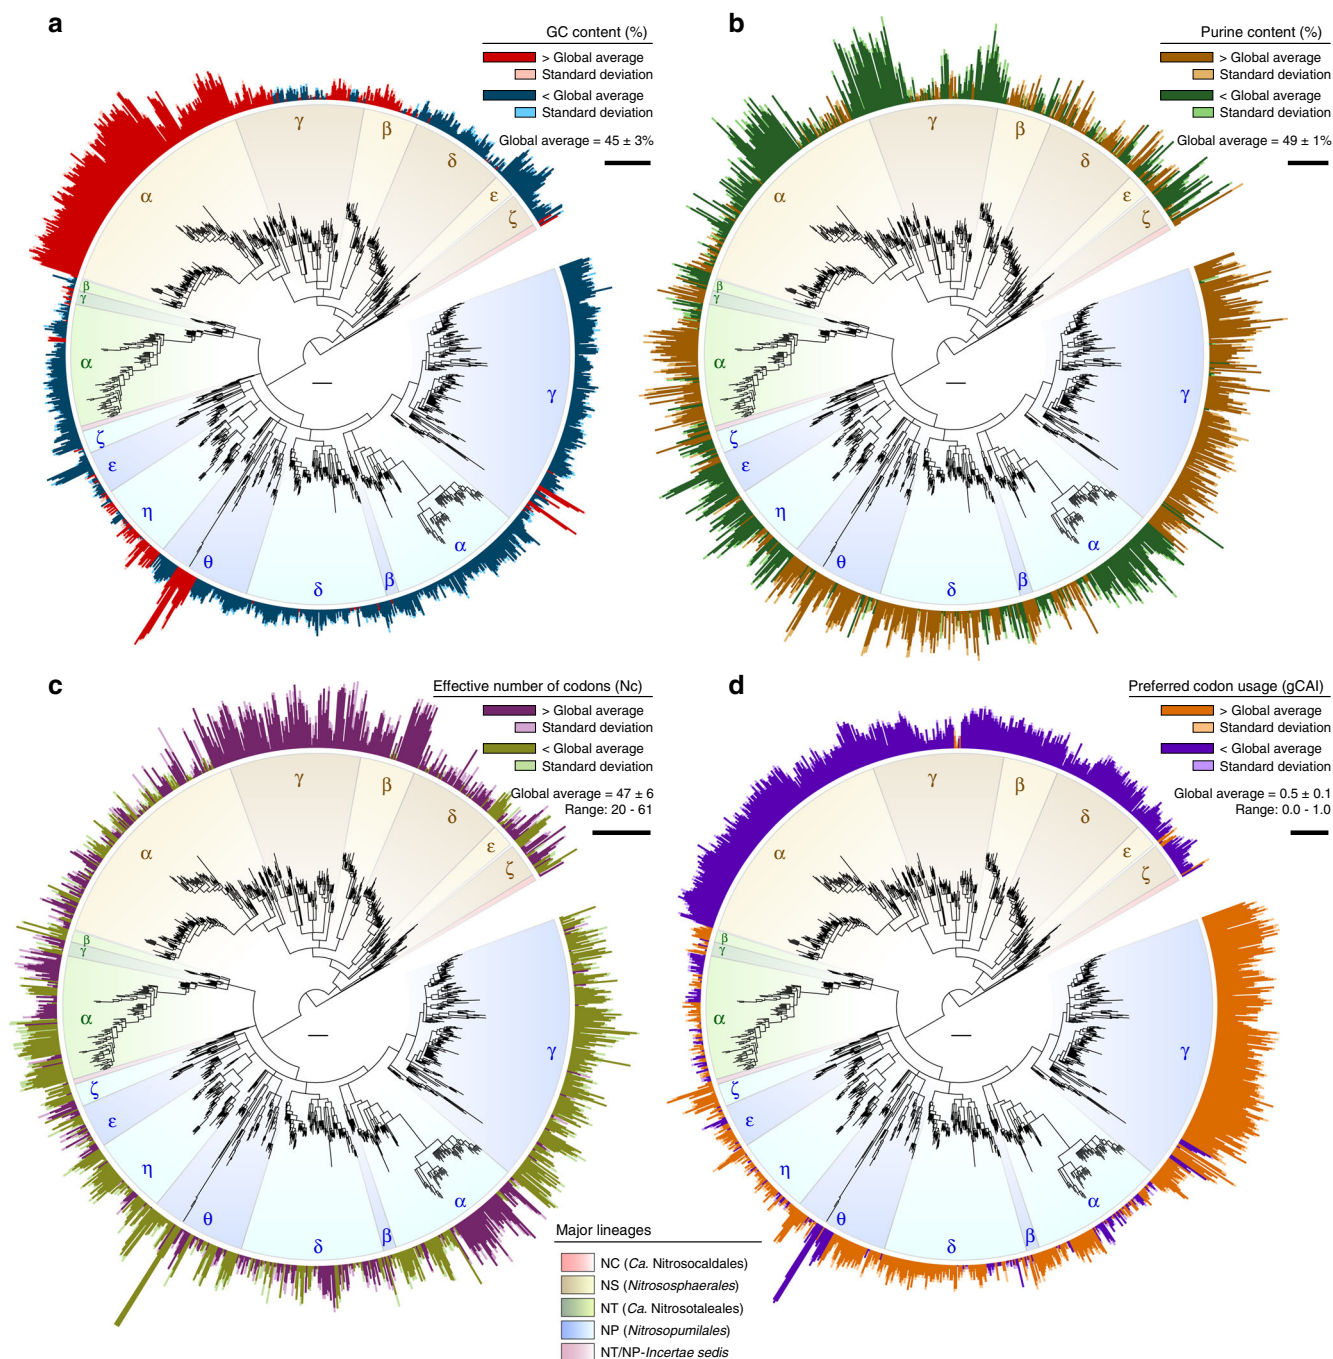 a
GC content (%)
> Global average
Standard deviation
< Global average
Standard deviation
Global average = 45 ± 3%
γ
β
δ
ε
ζ
α
β
γ
α
ζ
ε
η
θ
δ
β
α
γ
b
Purine content (%)
> Global average
Standard deviation
< Global average
Standard deviation
Global average = 49 ± 1%
γ
β
δ
ε
ζ
α
β
γ
α
ζ
ε
η
θ
δ
β
α
γ
c
Effective number of codons (Nc)
> Global average
Standard deviation
< Global average
Standard deviation
Global average = 47 ± 6
Range: 20 - 61
γ
β
δ
ε
ζ
α
β
γ
α
ζ
ε
η
θ
δ
β
α
γ
d
Preferred codon usage (gCAI)
> Global average
Standard deviation
< Global average
Standard deviation
Global average = 0.5 ± 0.1
Range: 0.0 - 1.0
γ
β
δ
ε
ζ
α
β
γ
α
ζ
ε
η
θ
δ
β
α
γ
Major lineages
NC (Ca. Nitrosocaldales)
NS (Nitrososphaerales)
NT (Ca. Nitrosotaleales)
NP (Nitrosopumilales)
NT/NP-Incertae sedis